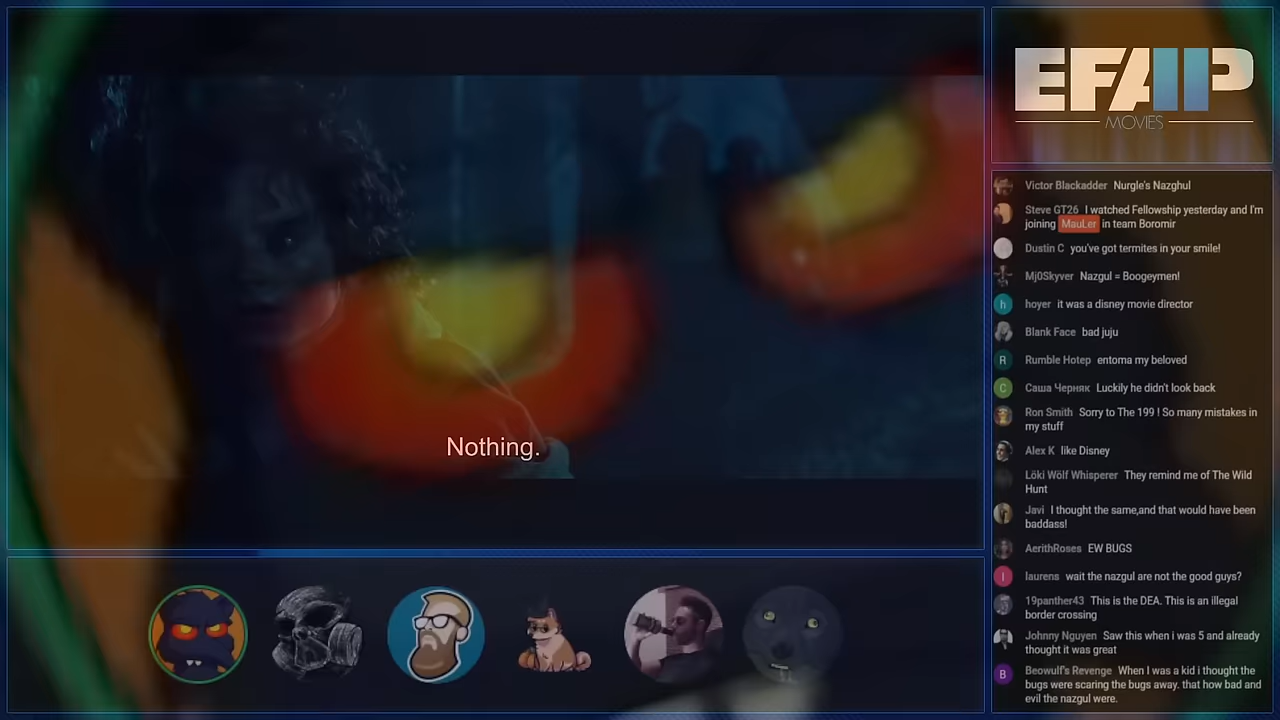 Nothing.
EFAP
MOVIES
Victor Blackadder Nurgle's Nazghul
Steve GT26 I watched Fellowship yesterday and I'm
joining MauLer in team Boromir
Dustin C you've got termites in your smile!
Mj0Skyver Nazgul = Boogeymen!
h
hoyer it was a disney movie director
Blank Face bad juju
R
Rumble Hotep entoma my beloved
C
Саша Черняк Luckily he didn't look back
Ron Smith Sorry to The 199 ! So many mistakes in
my stuff
Alex K like Disney
Löki Wölf Whisperer They remind me of The Wild
Hunt
Javi I thought the same,and that would have been
baddass!
AerithRoses EW BUGS
l
laurens wait the nazgul are not the good guys?
19panther43 This is the DEA. This is an illegal
border crossing
Johnny Nguyen Saw this when i was 5 and already
thought it was great
B
Beowulf's Revenge When I was a kid i thought the
bugs were scaring the bugs away. that how bad and
evil the nazgul were.